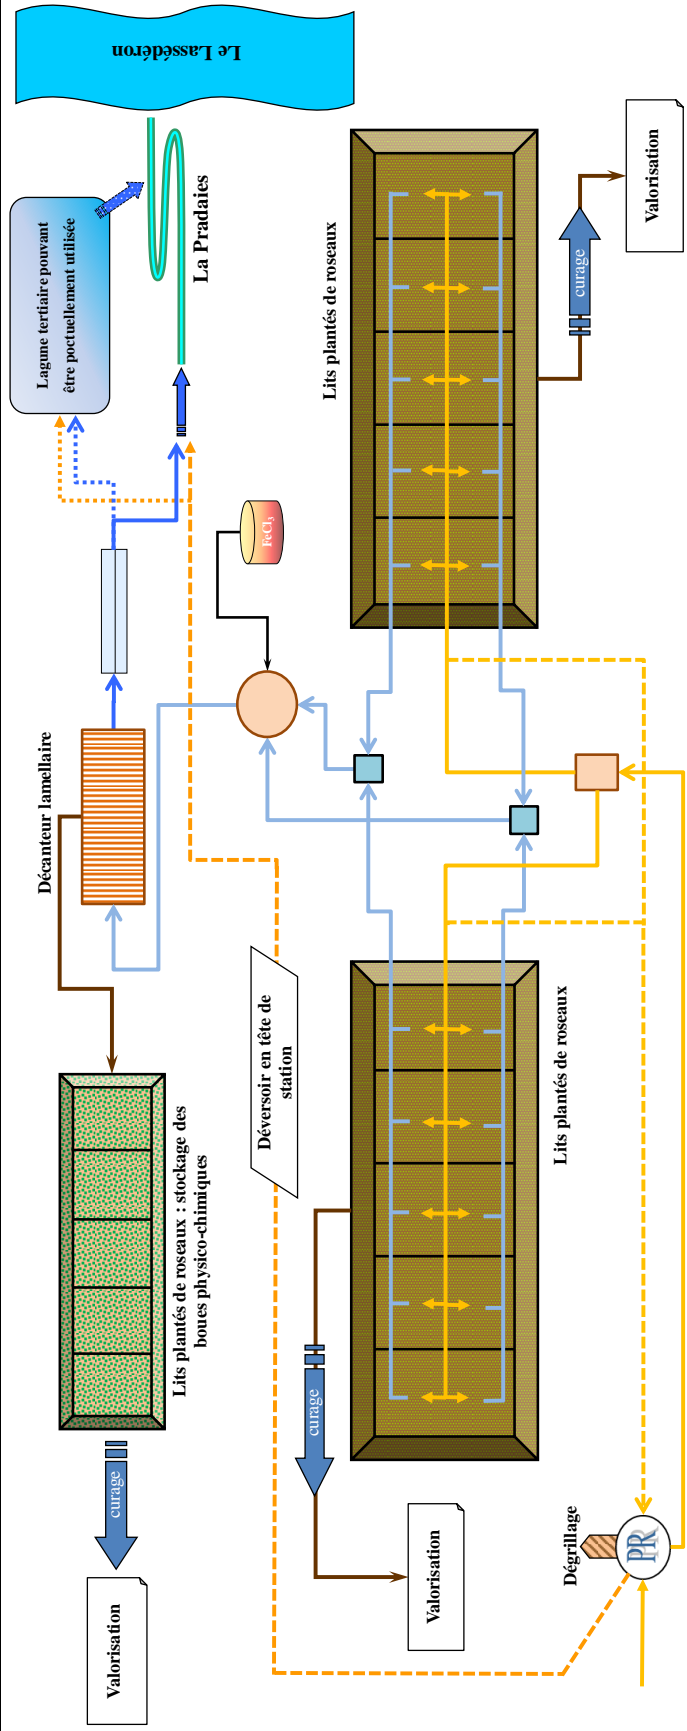 Valorisation
curage
Lits plantés de roseaux : stockage des
boues physico-chimiques
Décanteur lamellaire
Lagune tertiaire pouvant
être poctuellement utilisée
Le Lassédéron
La Pradaies
Déversoir en tête de
station
FeCl3
curage
Valorisation
Lits plantés de roseaux
Lits plantés de roseaux
curage
Valorisation
Dégrillage
PR